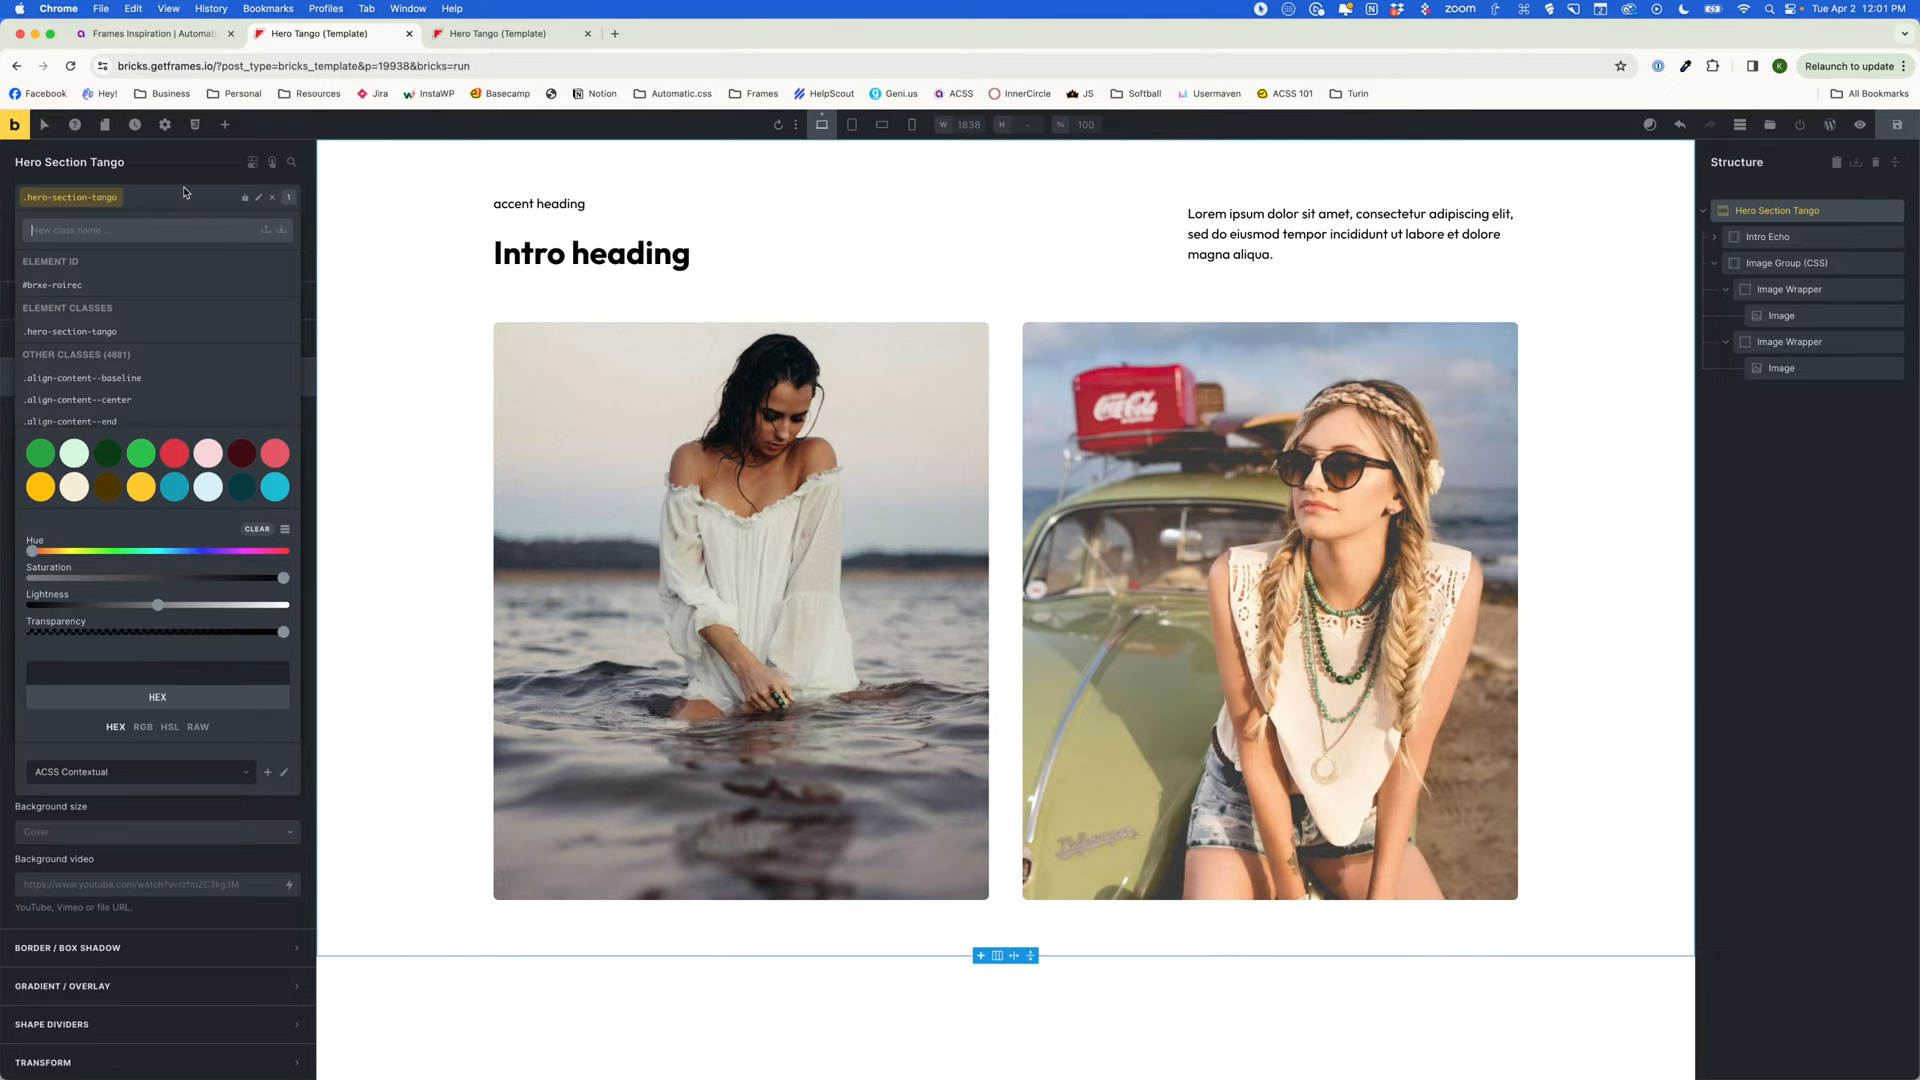 Chrome File Edit View History Bookmarks Profiles Tab Window Help
zoom Tue Apr 2 12:01 PM
Frames Inspiration | Automati
Hero Tango (Template)
Hero Tango (Template)
bricks.getframes.io/?post_type=bricks_template&p=19938&bricks=run
K Relaunch to update
Facebook Hey! Business Personal Resources Jira InstaWP Basecamp Notion Automatic.css Frames HelpScout Geni.us ACSS InnerCircle JS Softball Usermaven ACSS 101 Turin All Bookmarks
b W 1838 H - % 100
Hero Section Tango
.hero-section-tango 1
New class name ...
ELEMENT ID
#brxe-roirec
ELEMENT CLASSES
.hero-section-tango
OTHER CLASSES (4881)
.align-content--baseline
.align-content--center
.align-content--end
CLEAR
Hue
Saturation
Lightness
Transparency
HEX
HEX RGB HSL RAW
ACSS Contextual
Background size
Cover
Background video
https://www.youtube.com/watch?v=rzfmZC3kg3M
YouTube, Vimeo or file URL.
BORDER / BOX SHADOW
GRADIENT / OVERLAY
SHAPE DIVIDERS
TRANSFORM
accent heading
Intro heading
Lorem ipsum dolor sit amet, consectetur adipiscing elit,
sed do eiusmod tempor incididunt ut labore et dolore
magna aliqua.
Coca-Cola
Volkswagen
Structure
Hero Section Tango
Intro Echo
Image Group (CSS)
Image Wrapper
Image
Image Wrapper
Image